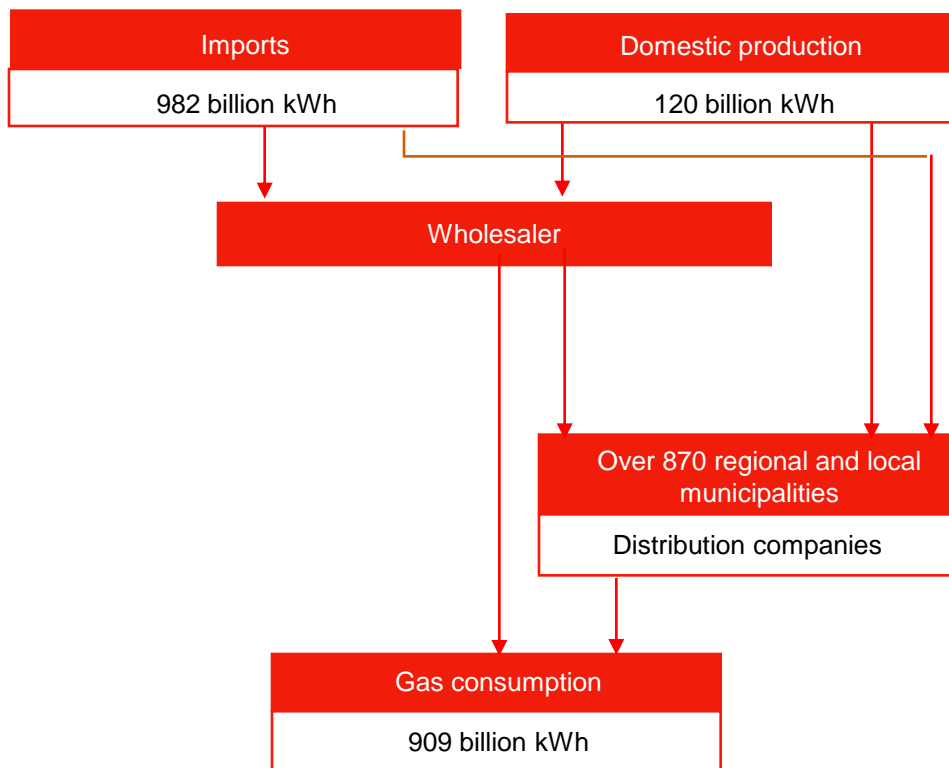 Imports
Domestic production
982 billion kWh
120 billion kWh
Wholesaler
Over 870 regional and local
municipalities
Distribution companies
Gas consumption
909 billion kWh